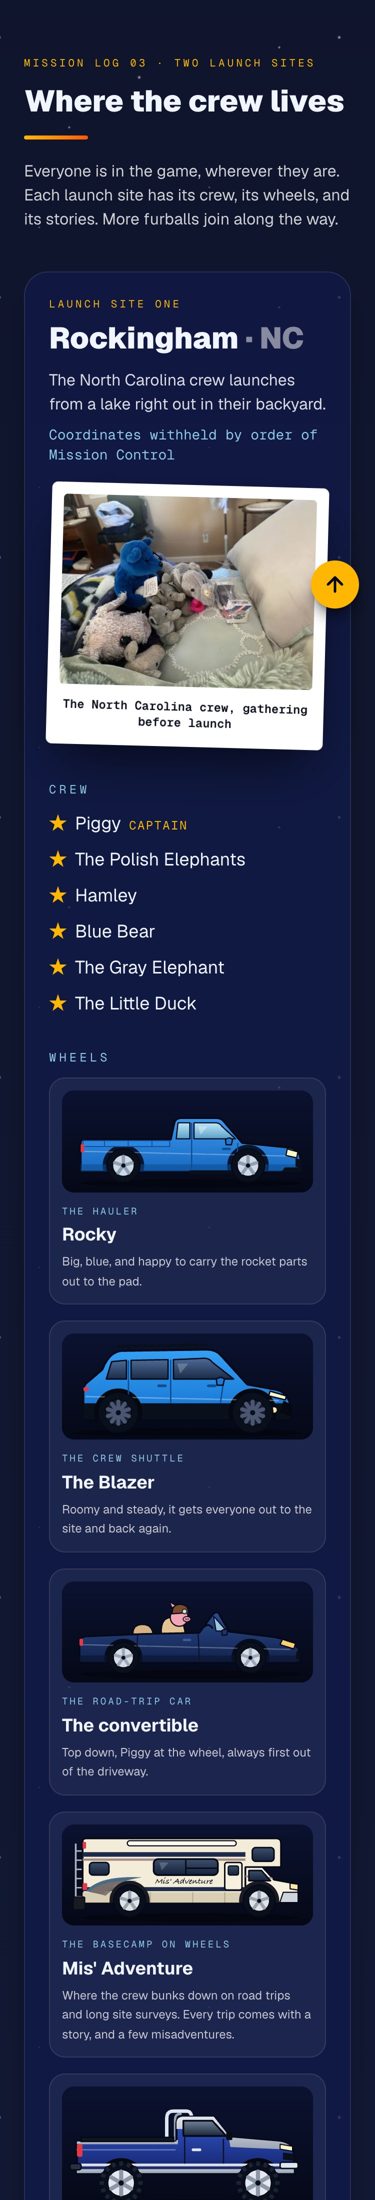 MISSION LOG 03 · TWO LAUNCH SITES
Where the crew lives
Everyone is in the game, wherever they are.
Each launch site has its crew, its wheels, and
its stories. More furballs join along the way.
LAUNCH SITE ONE
Rockingham · NC
The North Carolina crew launches
from a lake right out in their backyard.
Coordinates withheld by order of
Mission Control
The North Carolina crew, gathering
before launch
CREW
Piggy CAPTAIN
The Polish Elephants
Hamley
Blue Bear
The Gray Elephant
The Little Duck
WHEELS
THE HAULER
Rocky
Big, blue, and happy to carry the rocket parts
out to the pad.
THE CREW SHUTTLE
The Blazer
Roomy and steady, it gets everyone out to the
site and back again.
THE ROAD-TRIP CAR
The convertible
Top down, Piggy at the wheel, always first out
of the driveway.
Mis' Adventure
THE BASECAMP ON WHEELS
Mis' Adventure
Where the crew bunks down on road trips
and long site surveys. Every trip comes with a
story, and a few misadventures.